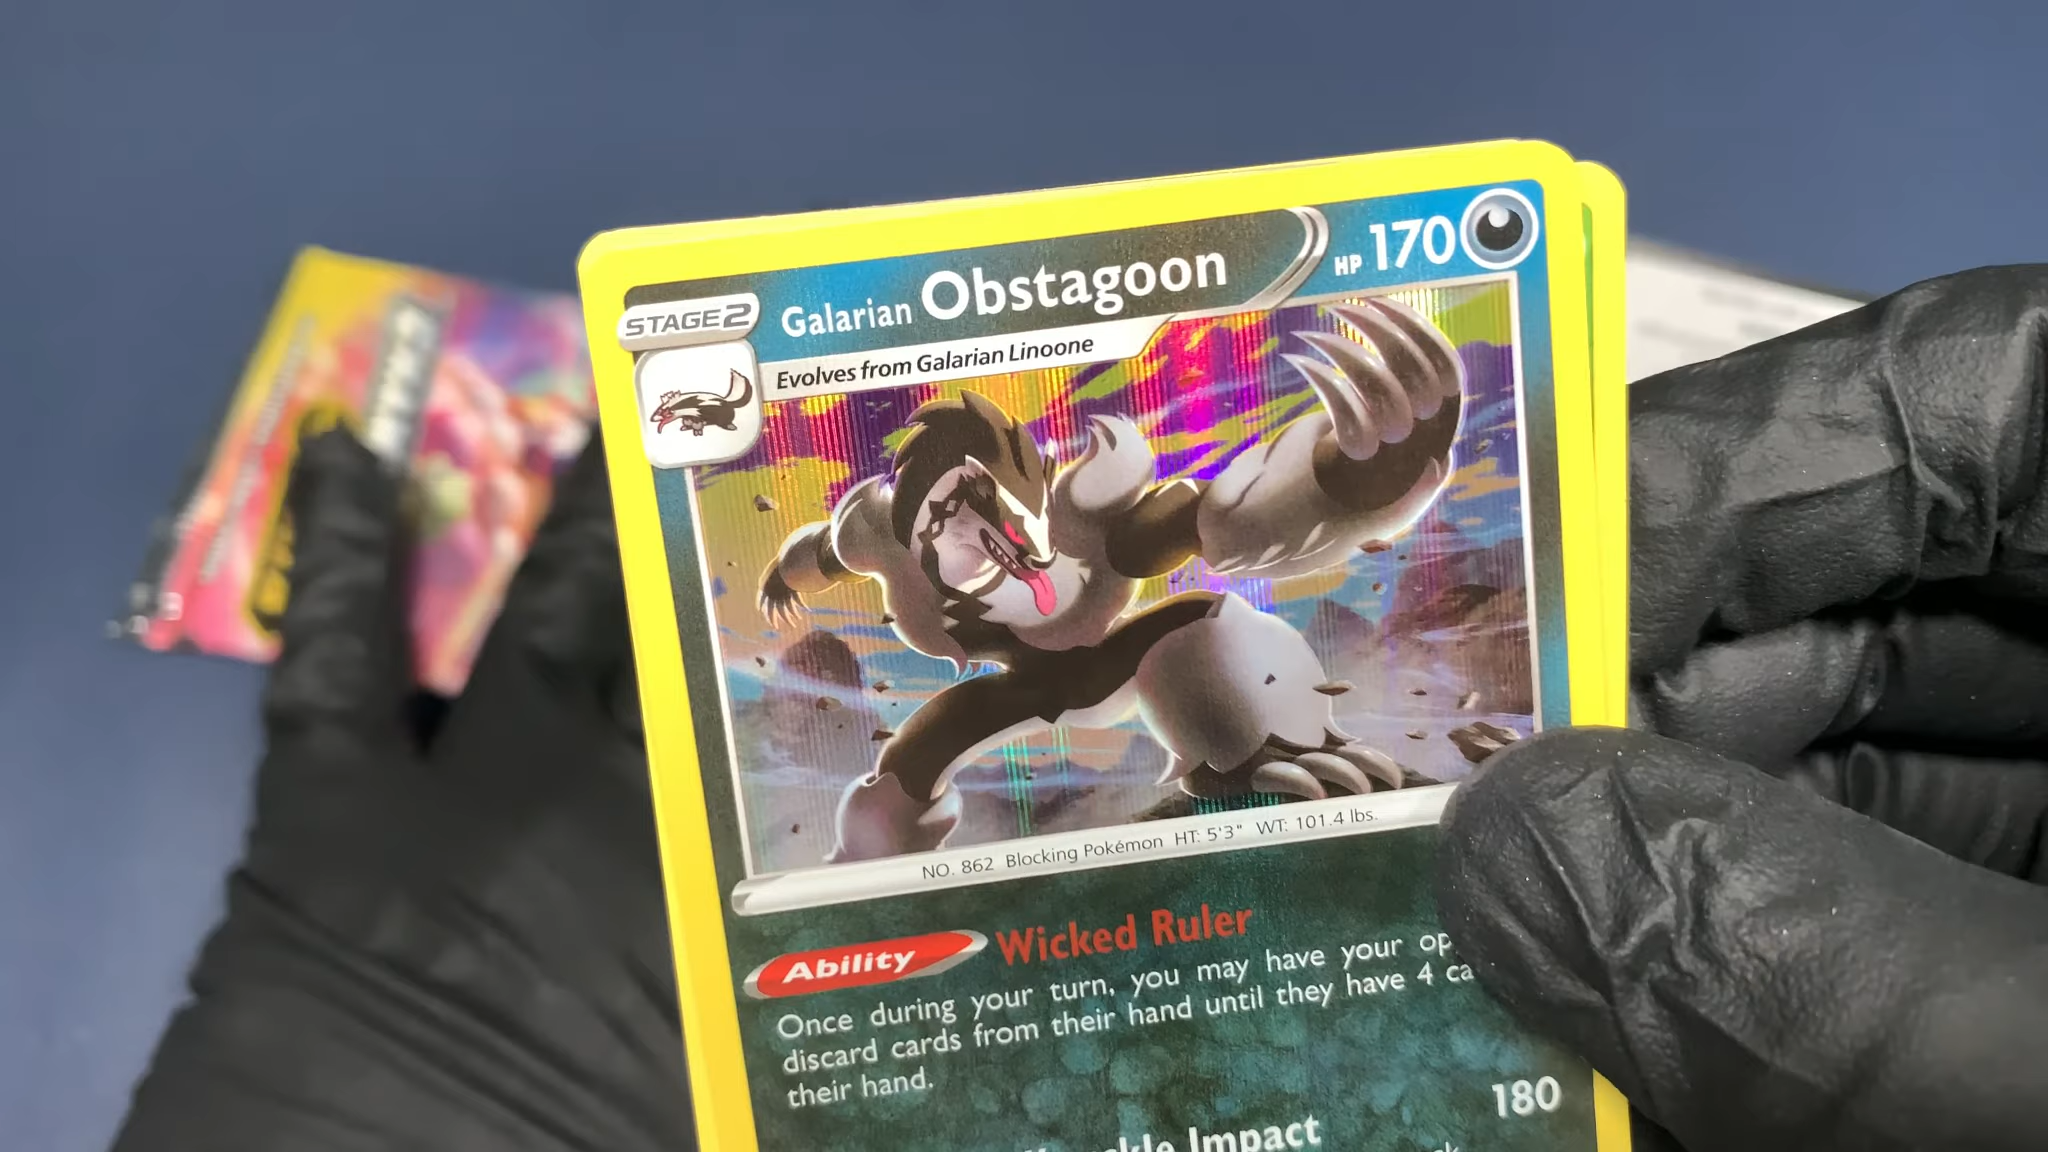 STAGE2
Galarian Obstagoon
HP 170
Evolves from Galarian Linoone
NO. 862 Blocking Pokémon HT: 5'3" WT: 101.4 lbs.
Ability Wicked Ruler
Once during your turn, you may have your op
discard cards from their hand until they have 4 ca
their hand.
Impact 180